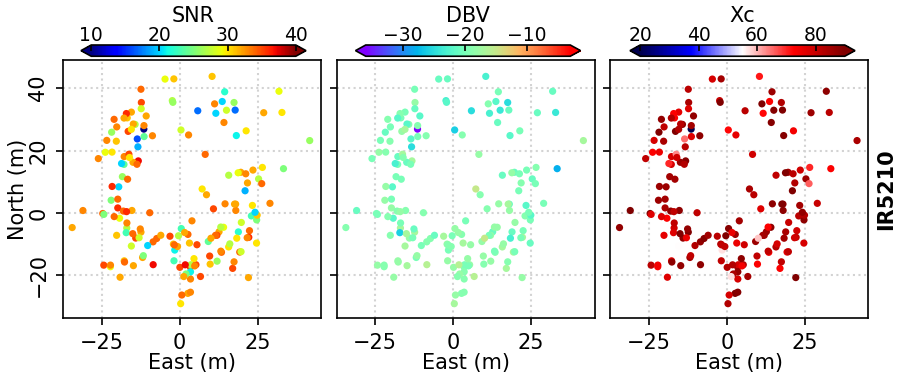 SNR DBV Xc
10 20 30 40 −30 −20 −10 20 40 60 80
40
20
0
−20
North (m)
IR5210
−25 0 25 −25 0 25 −25 0 25
East (m) East (m) East (m)